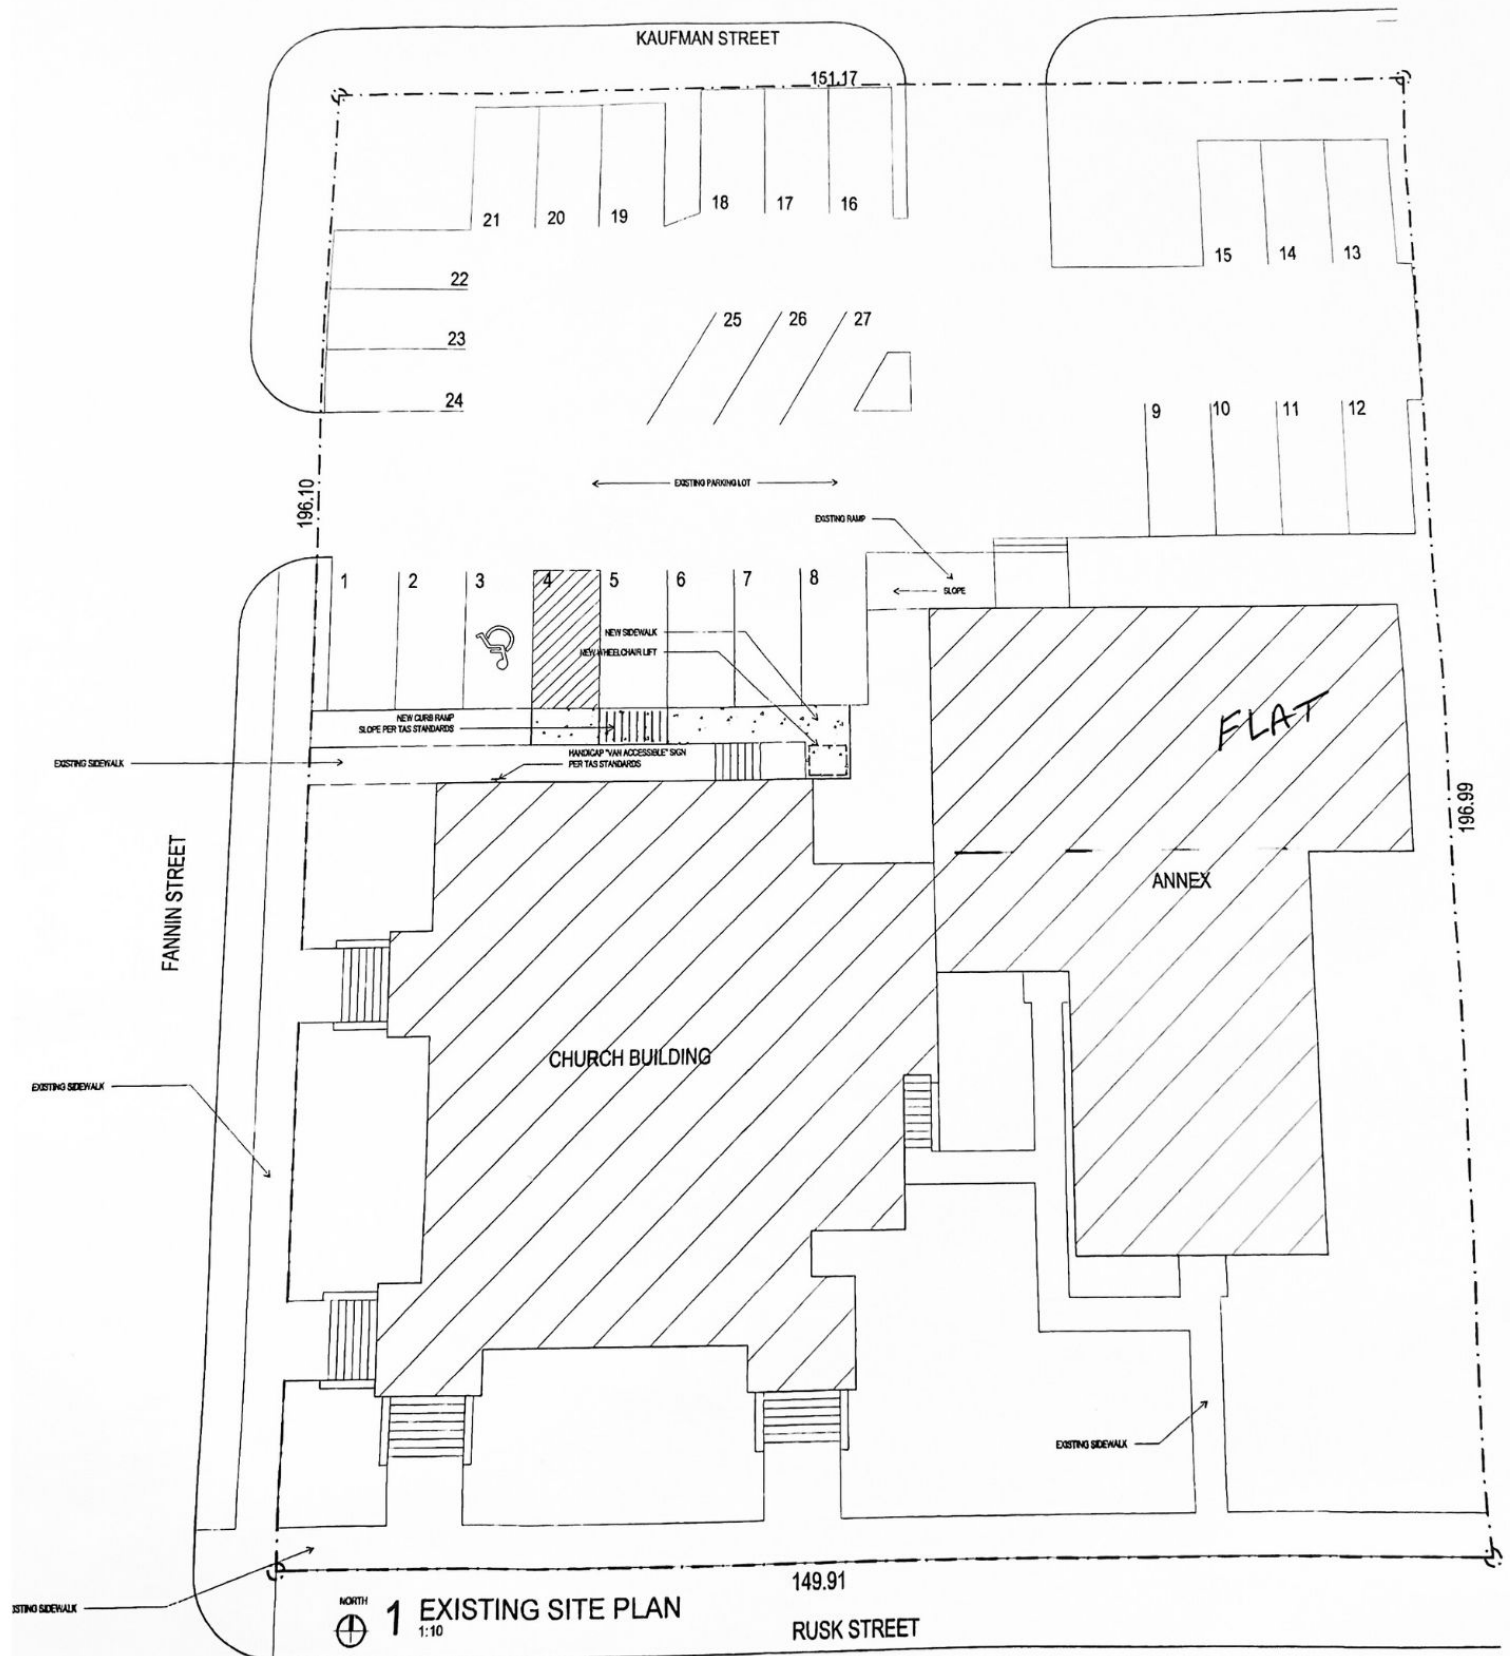 KAUFMAN STREET
151.17
21
20
19
18
17
16
15
14
13
22
23
24
25
26
27
9
10
11
12
196.10
EXISTING PARKING LOT
EXISTING RAMP
SLOPE
1
2
3
4
5
6
7
8
NEW SIDEWALK
NEW WHEELCHAIR LIFT
NEW CURB RAMP
SLOPE PER TAS STANDARDS
HANDICAP "VAN ACCESSIBLE" SIGN
PER TAS STANDARDS
EXISTING SIDEWALK
FLAT
196.99
ANNEX
FANNIN STREET
CHURCH BUILDING
EXISTING SIDEWALK
EXISTING SIDEWALK
149.91
ISTING SIDEWALK
NORTH
1 EXISTING SITE PLAN
1:10
RUSK STREET